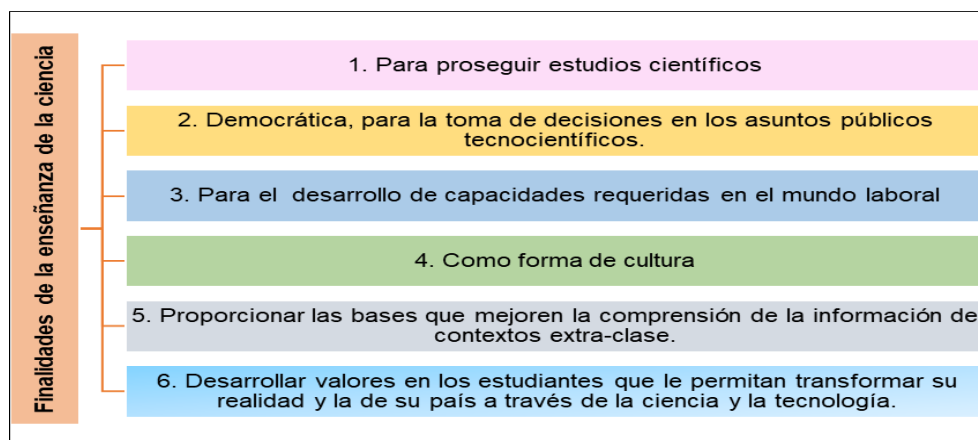 Finalidades de la enseñanza de la ciencia
1. Para proseguir estudios científicos
2. Democrática, para la toma de decisiones en los asuntos públicos
tecnocientíficos.
3. Para el desarrollo de capacidades requeridas en el mundo laboral
4. Como forma de cultura
5. Proporcionar las bases que mejoren la comprensión de la información de
contextos extra-clase.
6. Desarrollar valores en los estudiantes que le permitan transformar su
realidad y la de su país a través de la ciencia y la tecnología.